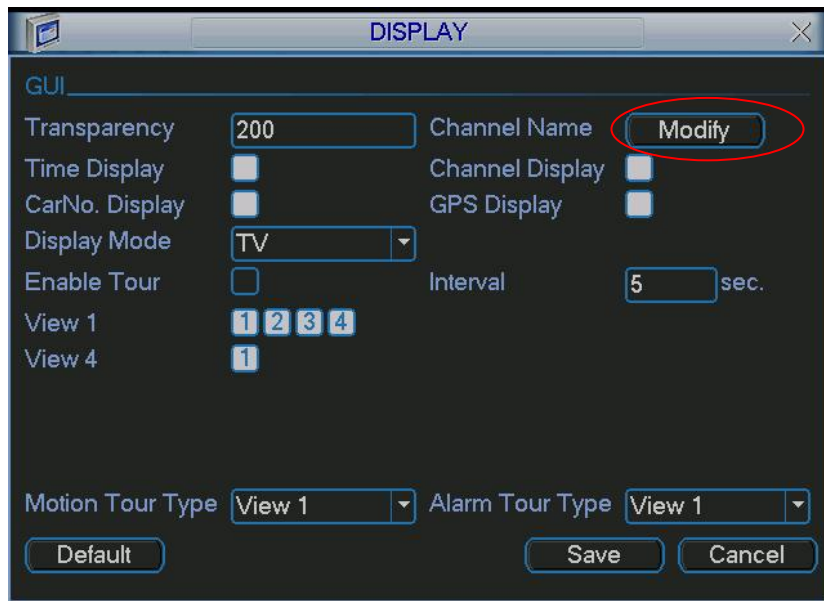 DISPLAY
GUI
Transparency 200 Channel Name Modify
Time Display Channel Display
CarNo. Display GPS Display
Display Mode TV
Enable Tour Interval 5 sec.
View 1 1 2 3 4
View 4 1
Motion Tour Type View 1 Alarm Tour Type View 1
Default Save Cancel